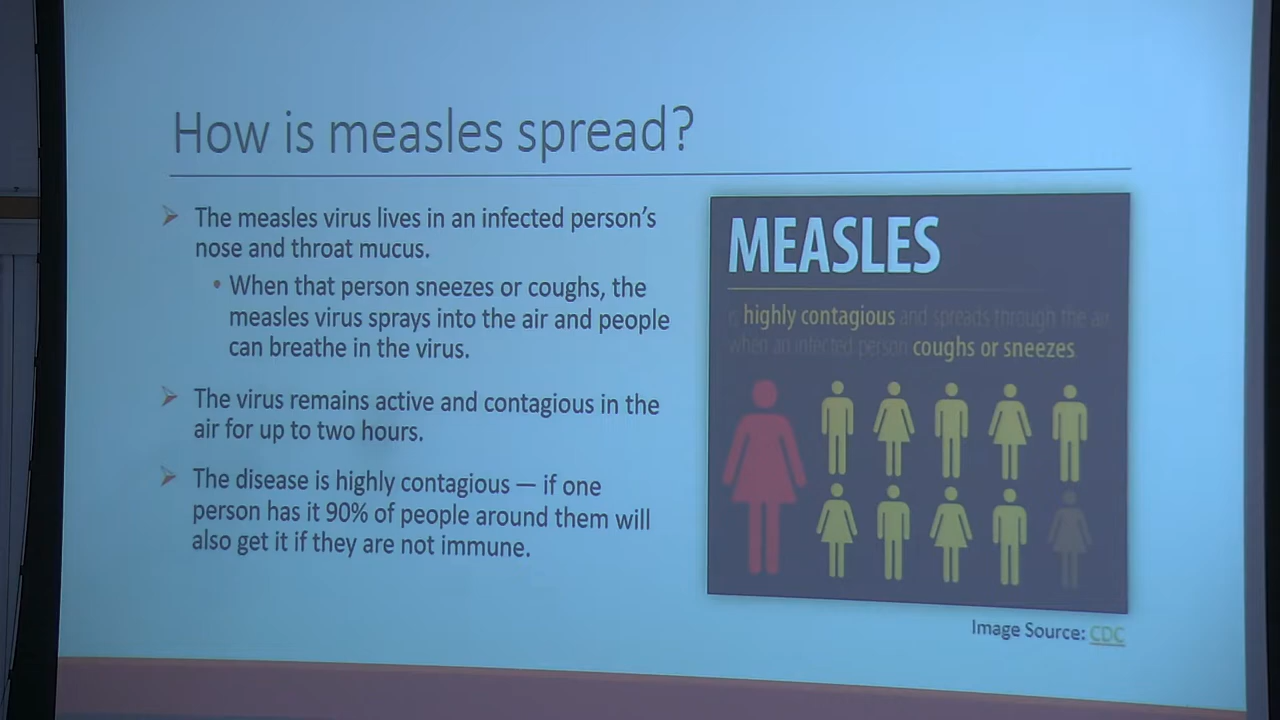 How is measles spread?
The measles virus lives in an infected person's
nose and throat mucus.
• When that person sneezes or coughs, the
measles virus sprays into the air and people
can breathe in the virus.
The virus remains active and contagious in the
air for up to two hours.
The disease is highly contagious — if one
person has it 90% of people around them will
also get it if they are not immune.
MEASLES
is highly contagious and spreads through the air
when an infected person coughs or sneezes
Image Source: CDC